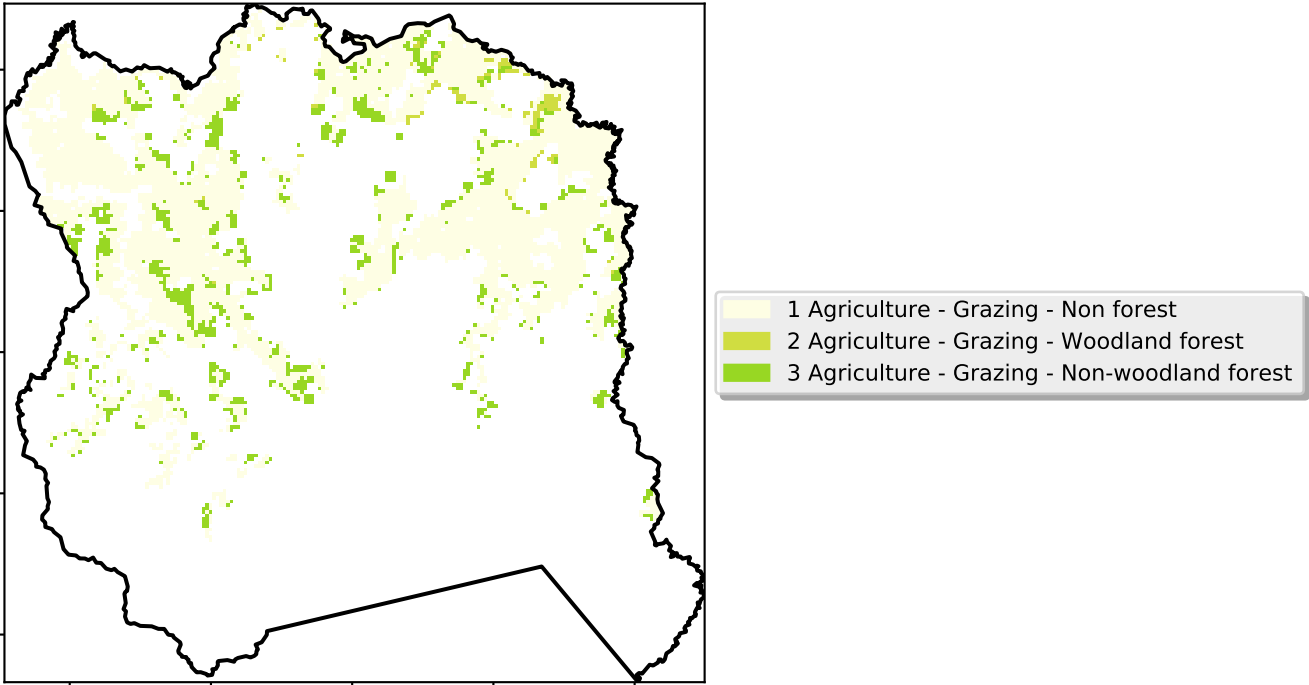 1 Agriculture - Grazing - Non forest
2 Agriculture - Grazing - Woodland forest
3 Agriculture - Grazing - Non-woodland forest